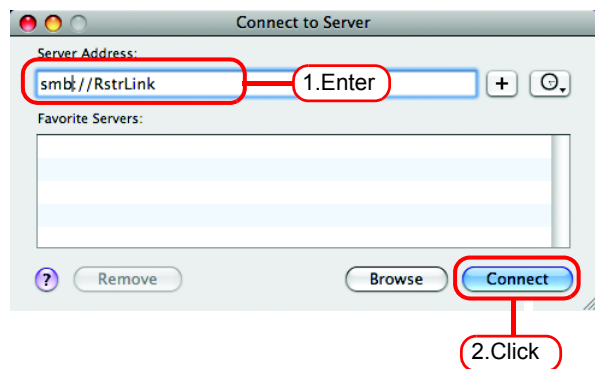 Connect to Server
Server Address:
smb://RstrLink
1.Enter
+
Favorite Servers:
?
Remove
Browse
Connect
2.Click